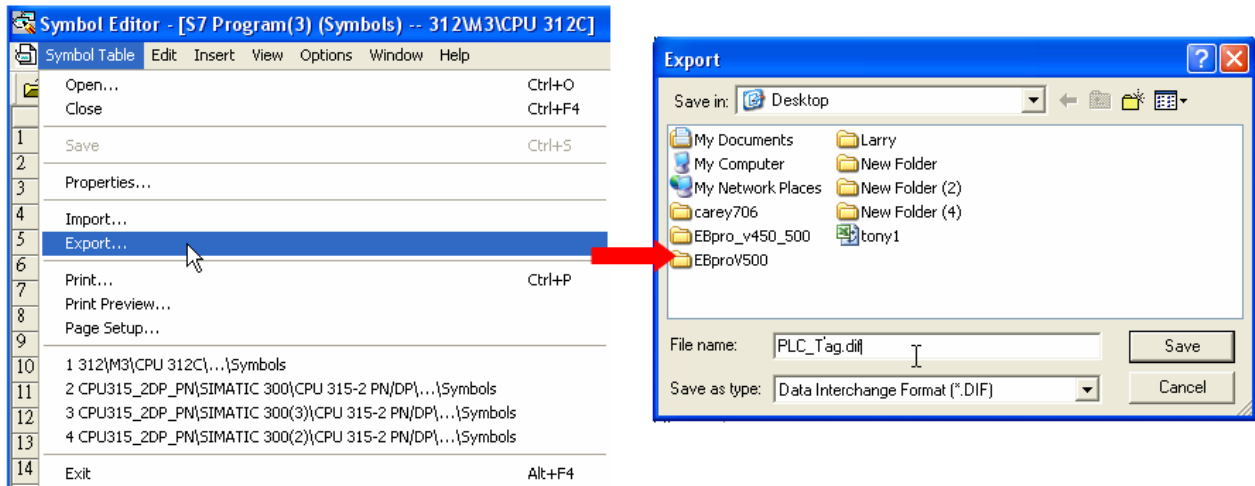 Symbol Editor - [S7 Program(3) (Symbols) -- 312\M3\CPU 312C]
Symbol Table Edit Insert View Options Window Help
Open... Ctrl+O
Close Ctrl+F4
1
Save Ctrl+S
2
Properties...
3
4
Import...
5
Export...
6
Print... Ctrl+P
7
Print Preview...
8
Page Setup...
9
10 1 312\M3\CPU 312C\...\Symbols
11 2 CPU315_2DP_PN\SIMATIC 300\CPU 315-2 PN/DP\...\Symbols
12 3 CPU315_2DP_PN\SIMATIC 300(3)\CPU 315-2 PN/DP\...\Symbols
13 4 CPU315_2DP_PN\SIMATIC 300(2)\CPU 315-2 PN/DP\...\Symbols
14 Exit Alt+F4
Export
Save in: Desktop
My Documents Larry
My Computer New Folder
My Network Places New Folder (2)
carey706 New Folder (4)
EBpro_v450_500 tony1
EBproV500
File name: PLC_Tag.dif Save
Save as type: Data Interchange Format (*.DIF) Cancel